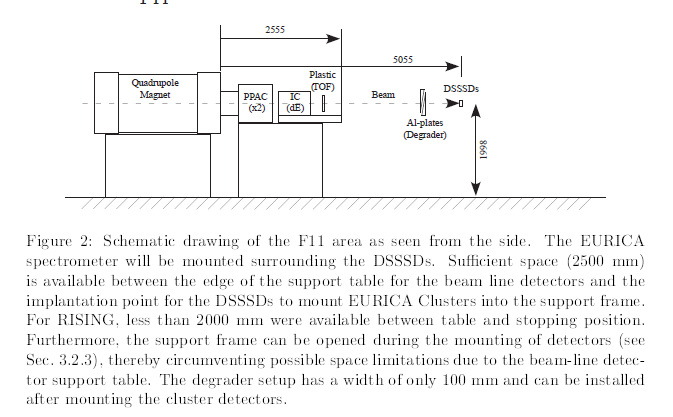 2555
5055
Plastic
(TOF)
Quadrupole
Magnet
PPAC
(x2)
IC
(dE)
Beam
DSSSDs
Al-plates
(Degrader)
1998
Figure 2: Schematic drawing of the F11 area as seen from the side. The EURICA
spectrometer will be mounted surrounding the DSSSDs. Sufficient space (2500 mm)
is available between the edge of the support table for the beam line detectors and the
implantation point for the DSSSDs to mount EURICA Clusters into the support frame.
For RISING, less than 2000 mm were available between table and stopping position.
Furthermore, the support frame can be opened during the mounting of detectors (see
Sec. 3.2.3), thereby circumventing possible space limitations due to the beam-line detec-
tor support table. The degrader setup has a width of only 100 mm and can be installed
after mounting the cluster detectors.